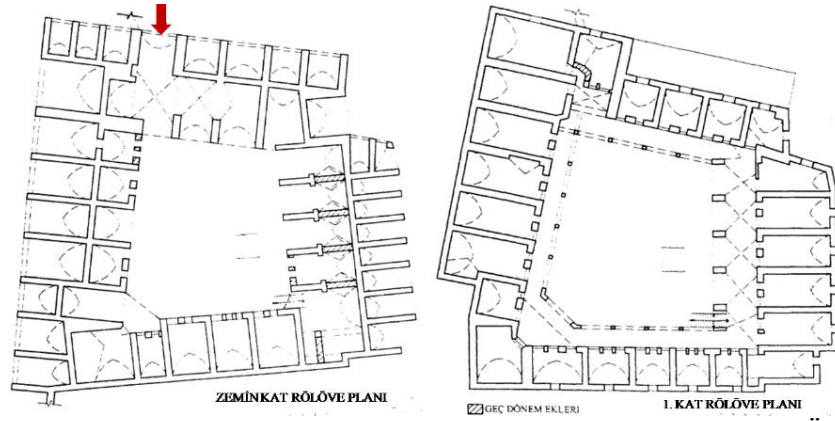 ZEMİNKAT RÖLÖVE PLANI
GEÇ DÖNEM EKLERİ
1. KAT RÖLÖVE PLANI